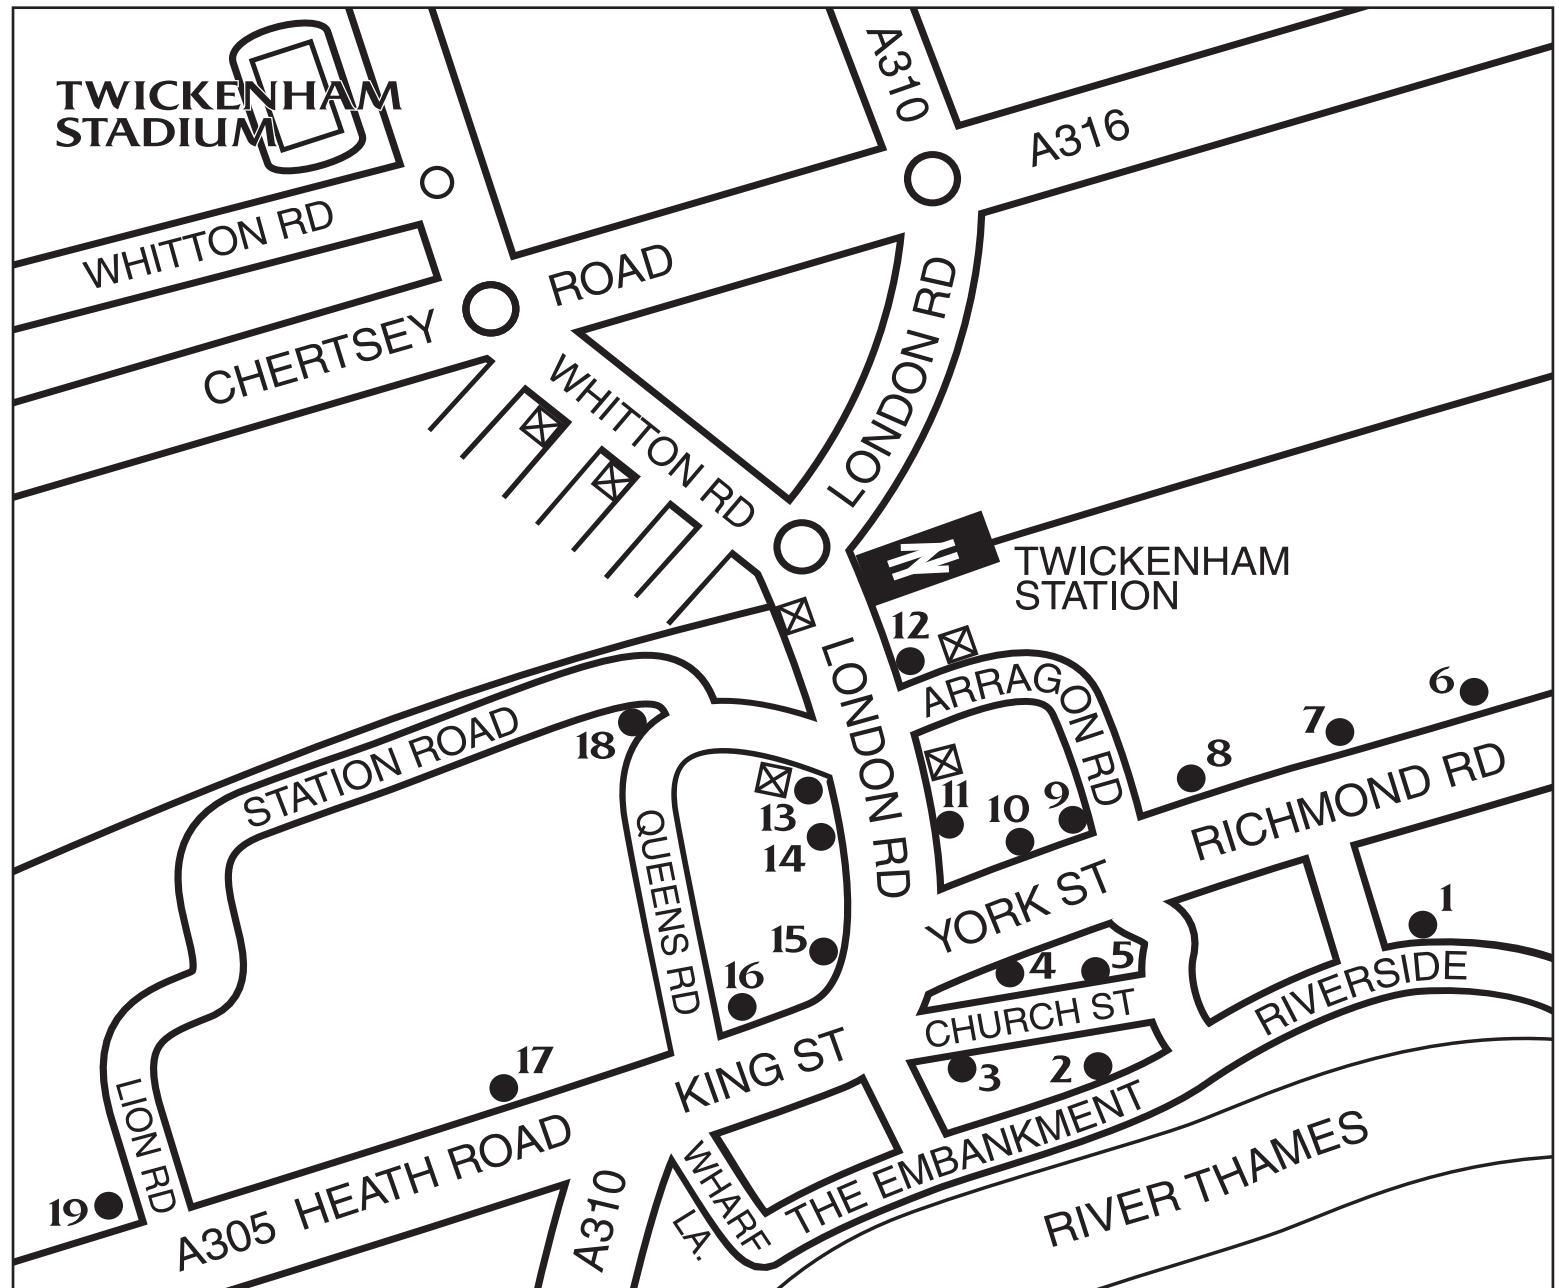 TWICKENHAM
STADIUM
A310
A316
WHITTON RD
CHERTSEY
ROAD
LONDON RD
WHITTON RD
TWICKENHAM
STATION
12
LONDON RD
ARRAGON RD
6
7
8
STATION ROAD
18
RICHMOND RD
13
11
10
9
14
QUEENS RD
YORK ST
1
15
16
4
5
RIVERSIDE
CHURCH ST
17
KING ST
3
2
LION RD
THE EMBANKMENT
HEATH ROAD
19
A305
A310
WHARF
LA.
RIVER THAMES